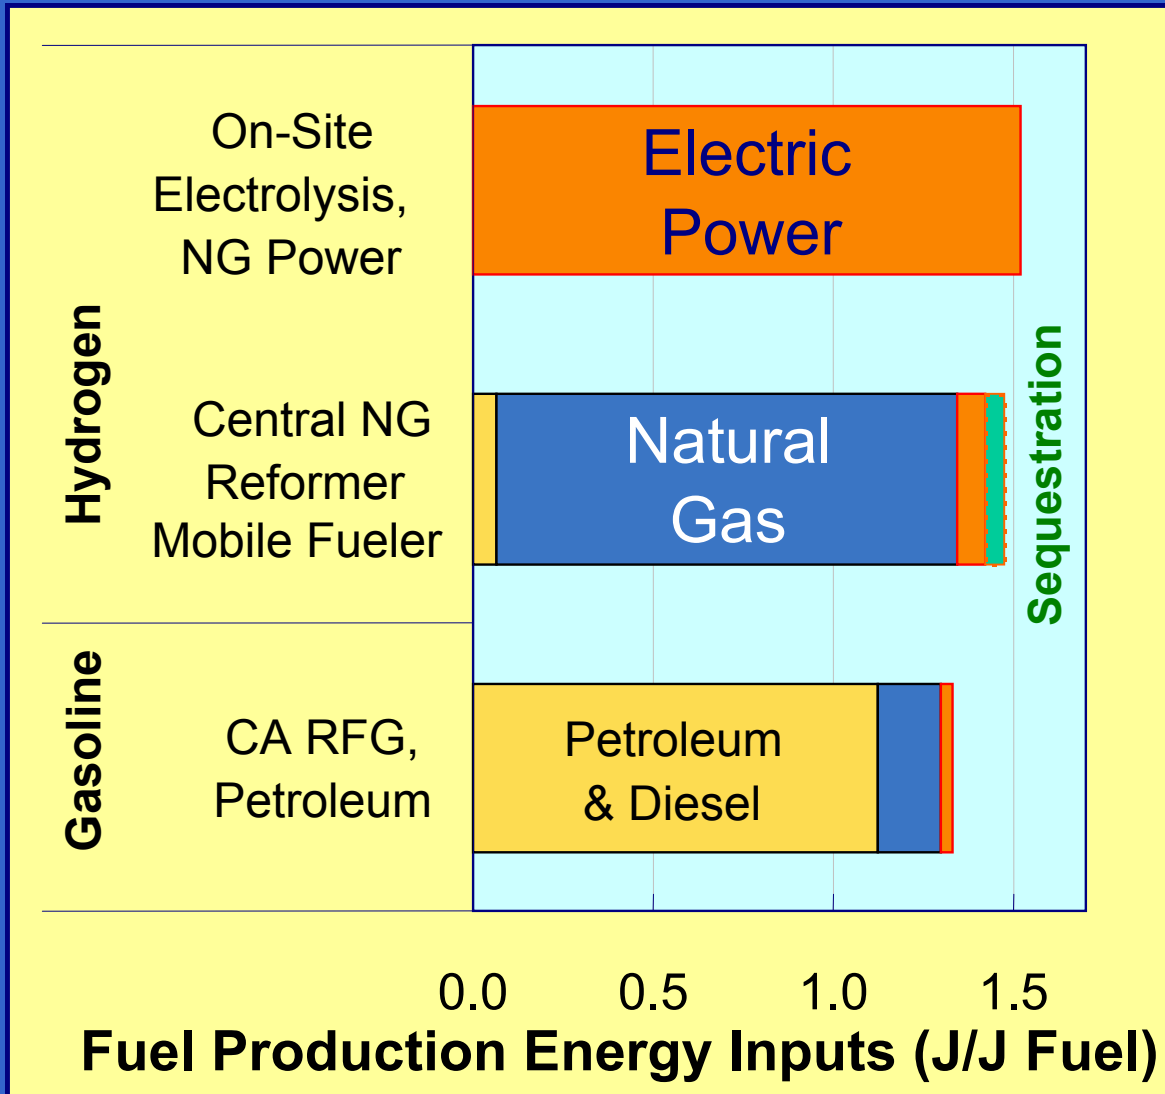 Hydrogen
On-Site
Electrolysis,
NG Power
Electric
Power
Central NG
Reformer
Mobile Fueler
Natural
Gas
Sequestration
Gasoline
CA RFG,
Petroleum
Petroleum
& Diesel
0.0 0.5 1.0 1.5
Fuel Production Energy Inputs (J/J Fuel)